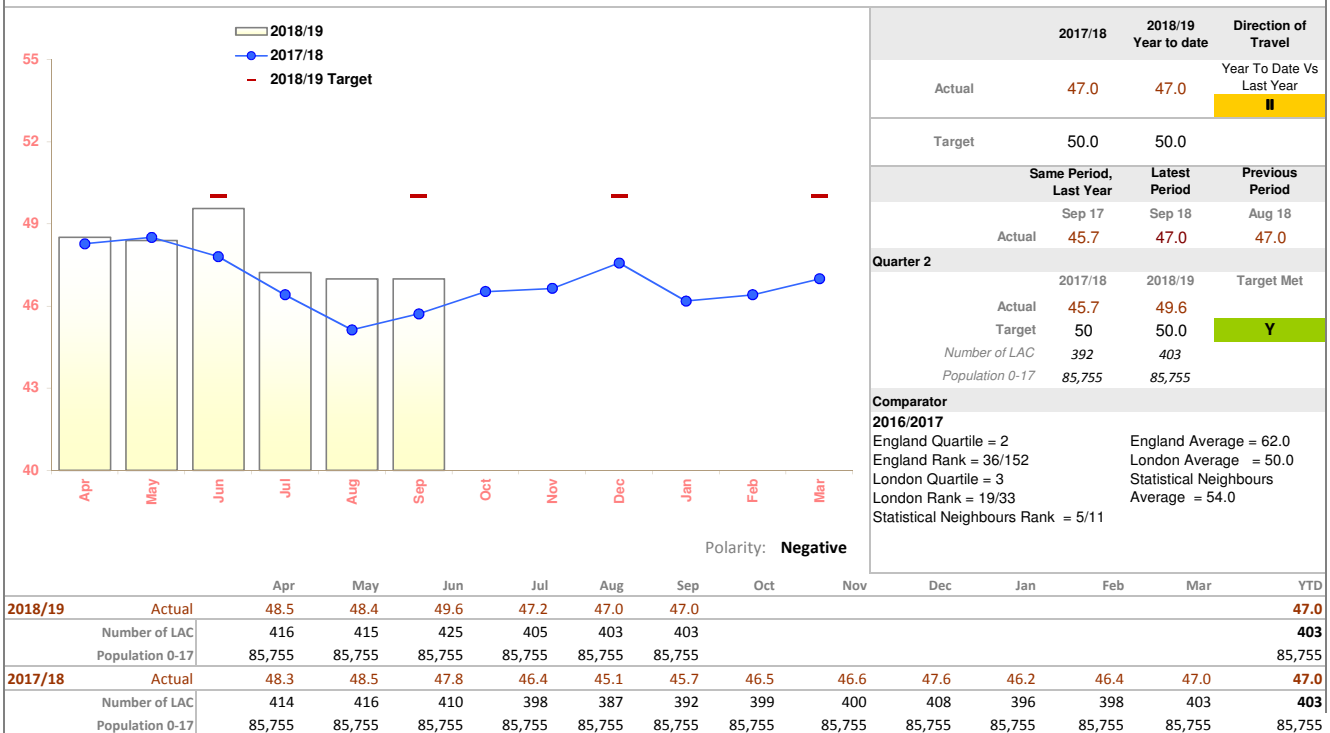 2018/19
2017/18
2018/19 Target
55
52
49
46
43
40
Apr May Jun Jul Aug Sep Oct Nov Dec Jan Feb Mar
Polarity: Negative
2017/18 2018/19 Year to date Direction of Travel
Actual 47.0 47.0 Year To Date Vs Last Year
Target 50.0 50.0
Same Period, Last Year Latest Period Previous Period
Sep 17 Sep 18 Aug 18
Actual 45.7 47.0 47.0
Quarter 2
2017/18 2018/19 Target Met
Actual 45.7 49.6
Target 50 50.0 Y
Number of LAC 392 403
Population 0-17 85,755 85,755
Comparator
2016/2017
England Quartile = 2 England Average = 62.0
England Rank = 36/152 London Average = 50.0
London Quartile = 3 Statistical Neighbours
London Rank = 19/33 Average = 54.0
Statistical Neighbours Rank = 5/11
Apr May Jun Jul Aug Sep Oct Nov Dec Jan Feb Mar YTD
2018/19 Actual 48.5 48.4 49.6 47.2 47.0 47.0 47.0
Number of LAC 416 415 425 405 403 403 403
Population 0-17 85,755 85,755 85,755 85,755 85,755 85,755 85,755
2017/18 Actual 48.3 48.5 47.8 46.4 45.1 45.7 46.5 46.6 47.6 46.2 46.4 47.0 47.0
Number of LAC 414 416 410 398 387 392 399 400 408 396 398 403 403
Population 0-17 85,755 85,755 85,755 85,755 85,755 85,755 85,755 85,755 85,755 85,755 85,755 85,755 85,755